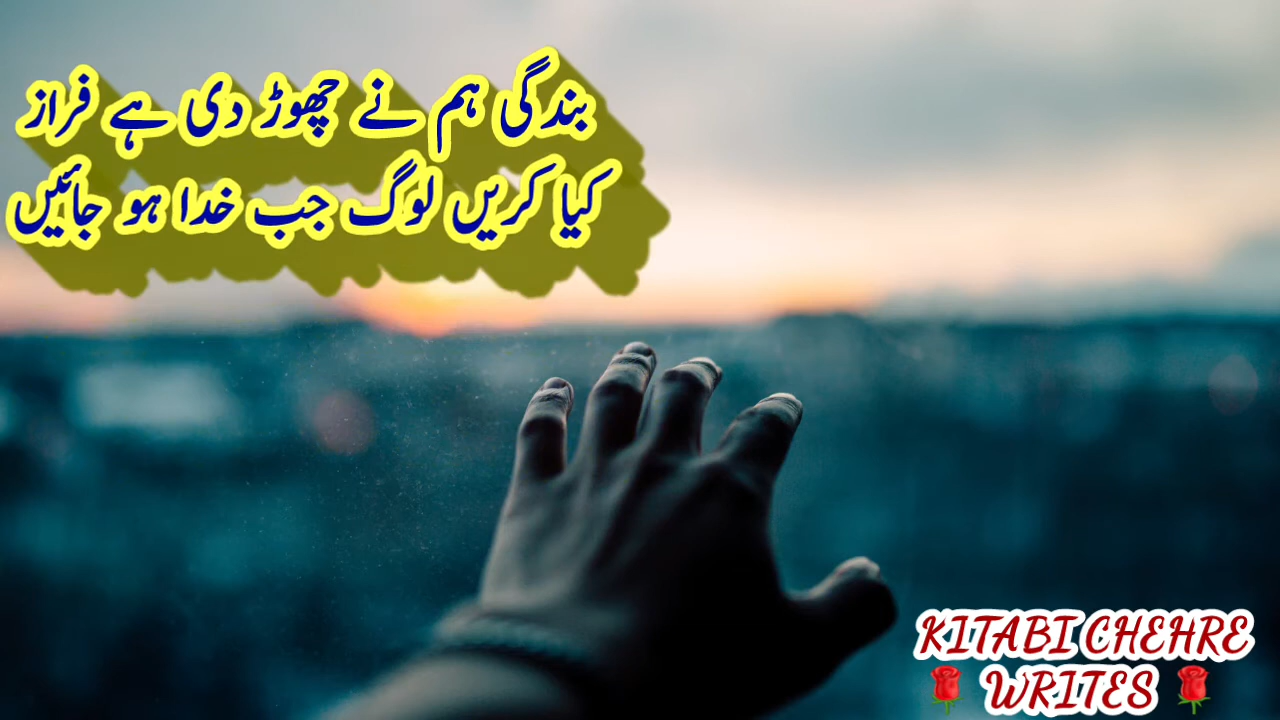 بندگی ہم نے چھوڑ دی ہے فراز
کیا کریں لوگ جب خدا ہو جائیں
KITABI CHEHRE
🌹 WRITES 🌹